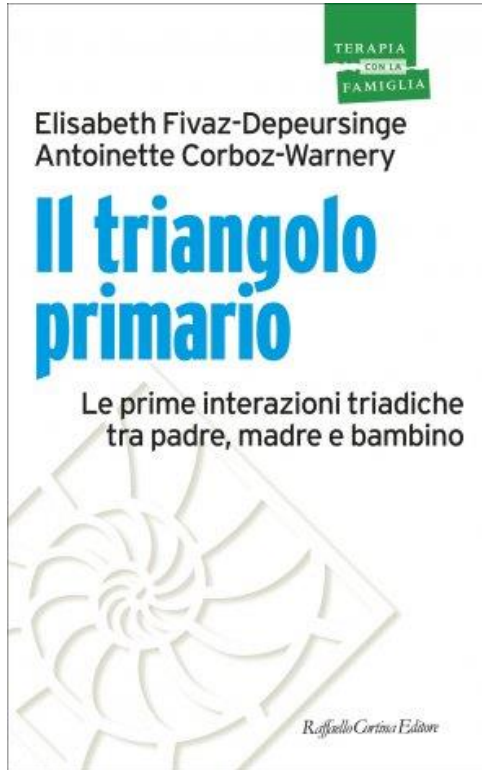 TERAPIA
CON LA
FAMIGLIA
Elisabeth Fivaz-Depeursinge
Antoinette Corboz-Warnery
Il triangolo
primario
Le prime interazioni triadiche
tra padre, madre e bambino
Raffaello Cortina Editore